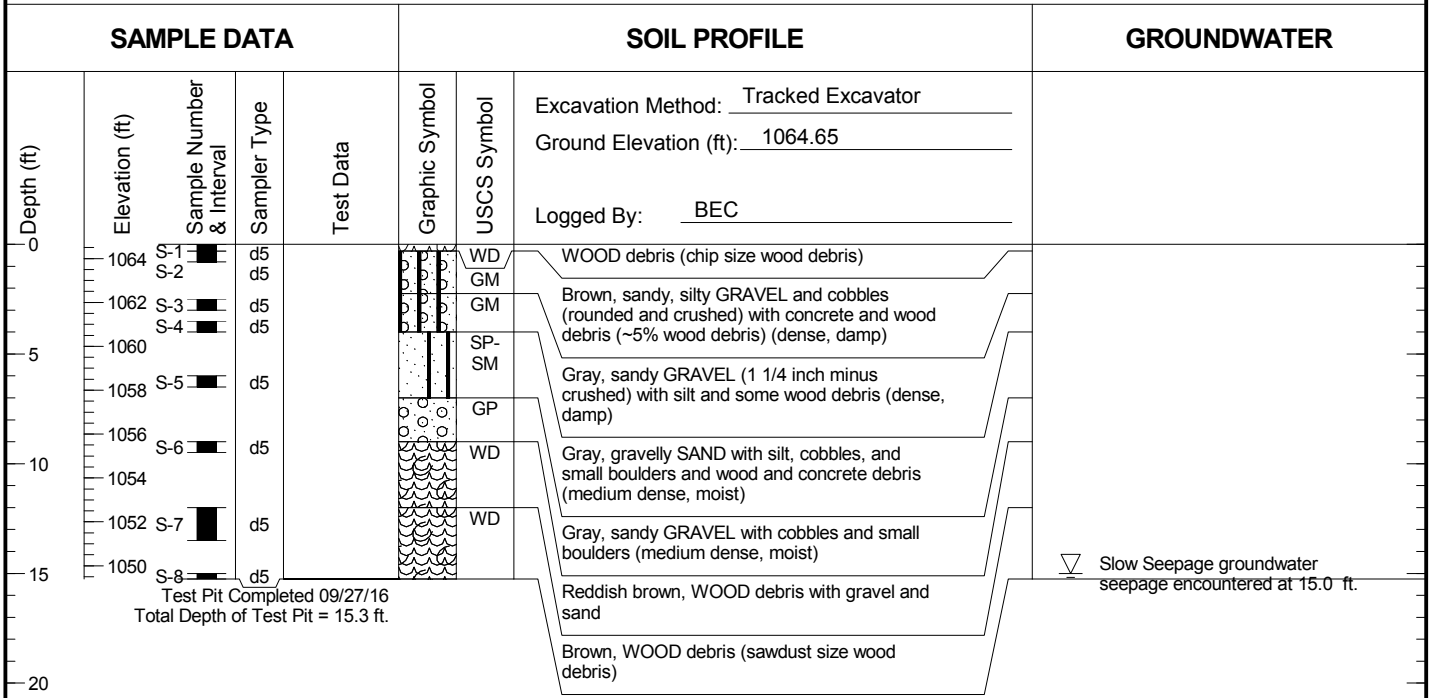 SAMPLE DATA
SOIL PROFILE
GROUNDWATER
Depth (ft)
Elevation (ft)
Sample Number
& Interval
Sampler Type
Test Data
Graphic Symbol
USCS Symbol
Excavation Method: Tracked Excavator
Ground Elevation (ft): 1064.65
Logged By: BEC
0
5
10
15
20
1064
1062
1060
1058
1056
1054
1052
1050
S-1
S-2
S-3
S-4
S-5
S-6
S-7
S-8
d5
d5
d5
d5
d5
d5
d5
d5
WD
GM
GM
SP-
SM
GP
WD
WD
WOOD debris (chip size wood debris)
Brown, sandy, silty GRAVEL and cobbles
(rounded and crushed) with concrete and wood
debris (~5% wood debris) (dense, damp)
Gray, sandy GRAVEL (1 1/4 inch minus
crushed) with silt and some wood debris (dense,
damp)
Gray, gravelly SAND with silt, cobbles, and
small boulders and wood and concrete debris
(medium dense, moist)
Gray, sandy GRAVEL with cobbles and small
boulders (medium dense, moist)
Reddish brown, WOOD debris with gravel and
sand
Brown, WOOD debris (sawdust size wood
debris)
Slow Seepage groundwater
seepage encountered at 15.0 ft.
Test Pit Completed 09/27/16
Total Depth of Test Pit = 15.3 ft.